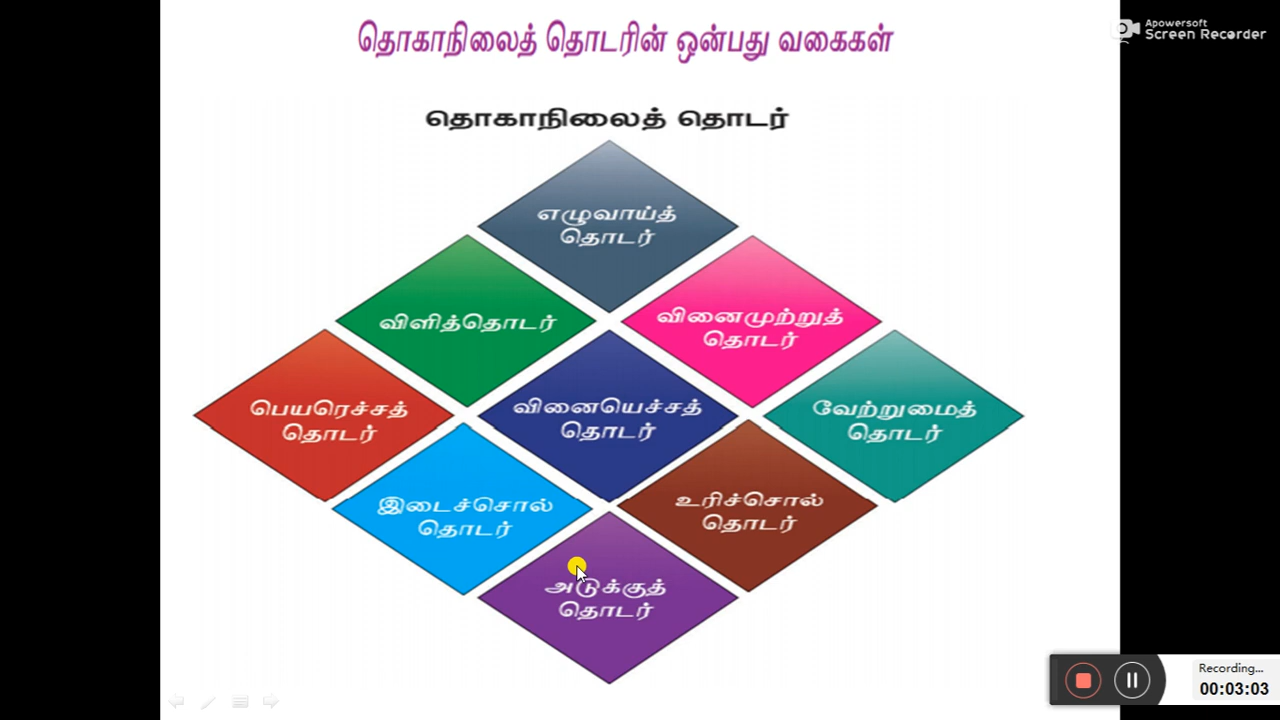 தொகாநிலைத் தொடரின் ஒன்பது வகைகள்
Apowersoft
Screen Recorder
தொகாநிலைத் தொடர்
எழுவாய்த்
தொடர்
விளித்தொடர்
வினைமுற்றுத்
தொடர்
பெயரெச்சத்
தொடர்
வினையெச்சத்
தொடர்
வேற்றுமைத்
தொடர்
இடைச்சொல்
தொடர்
உரிச்சொல்
தொடர்
அடுக்குத்
தொடர்
Recording...
00:03:03